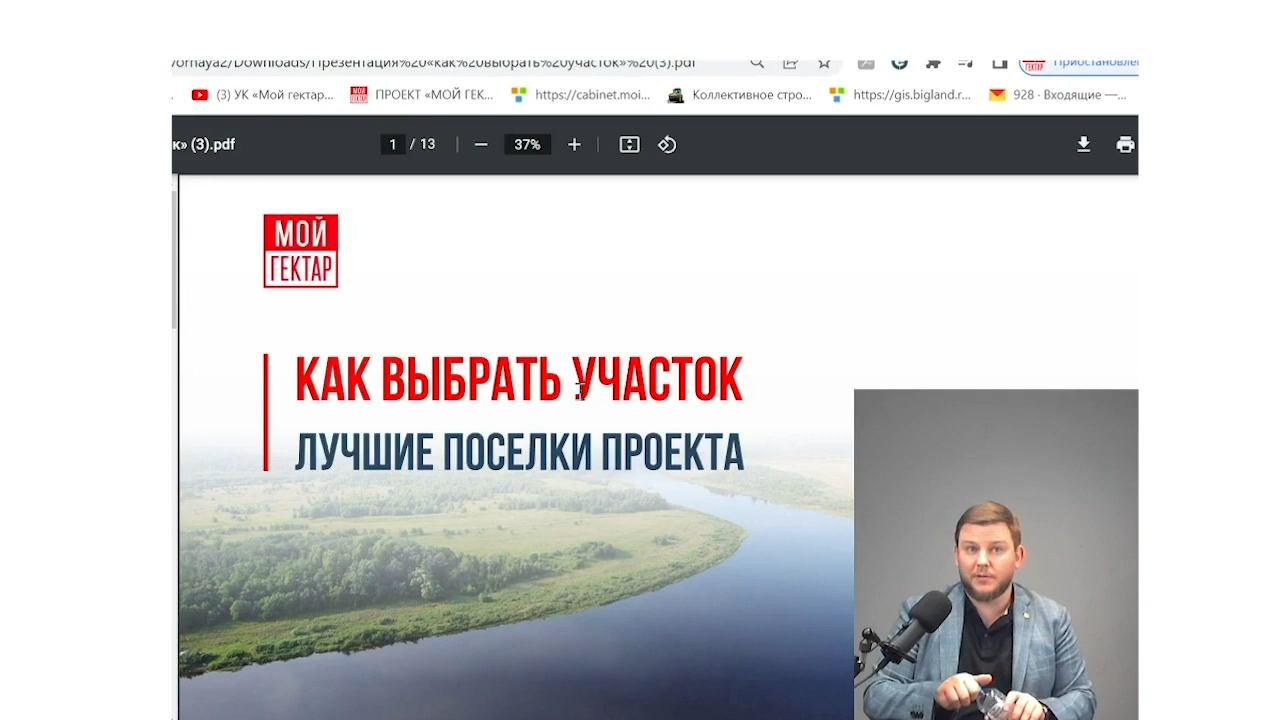 /ornaya2/Downloads/Презентация%20«как%20выбрать%20участок»%20(3).pdf
Приостановлен
(3) УК «Мой гектар...
ПРОЕКТ «МОЙ ГЕК...
https://cabinet.moi...
Коллективное стро...
https://gis.bigland.r...
928 · Входящие —...
к» (3).pdf
1 / 13
37%
МОЙ
ГЕКТАР
КАК ВЫБРАТЬ УЧАСТОК
ЛУЧШИЕ ПОСЕЛКИ ПРОЕКТА